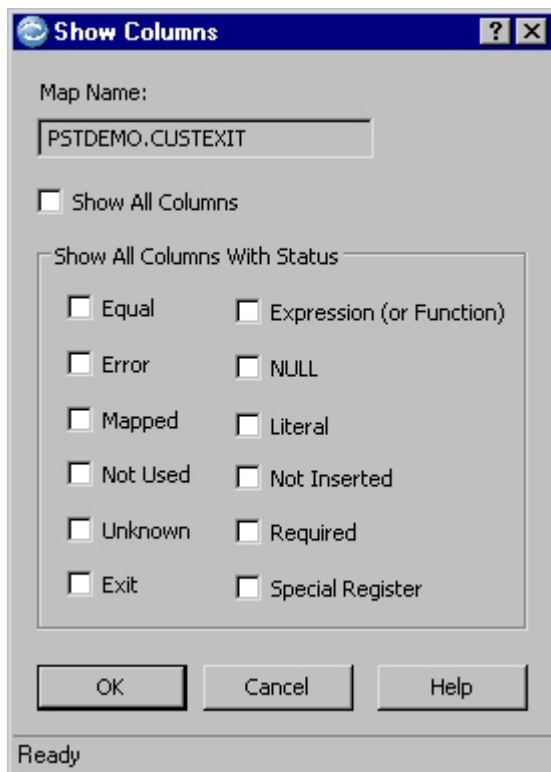 Show Columns
Map Name:
PSTDEMO.CUSTEXIT
Show All Columns
Show All Columns With Status
Equal
Expression (or Function)
Error
NULL
Mapped
Literal
Not Used
Not Inserted
Unknown
Required
Exit
Special Register
OK
Cancel
Help
Ready